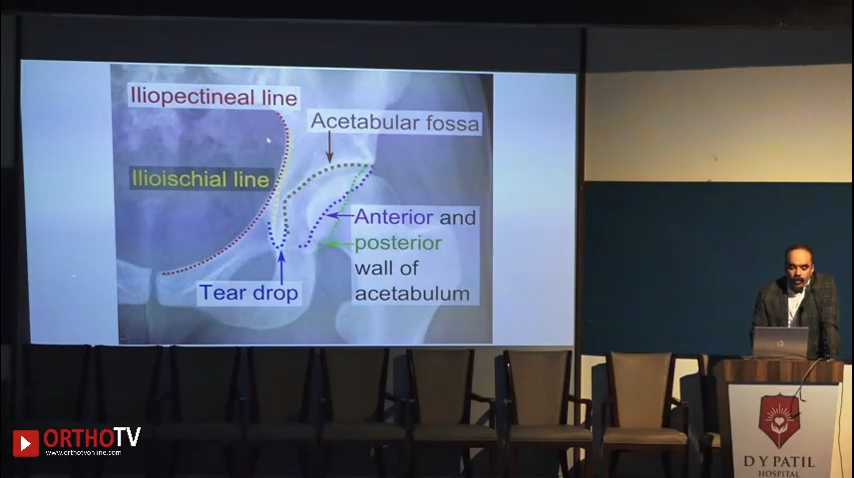 Iliopectineal line
Acetabular fossa
Ilioischial line
Anterior and
posterior
wall of
acetabulum
Tear drop
ORTHOTV
www.orthotvonline.com
D Y PATIL
HOSPITAL